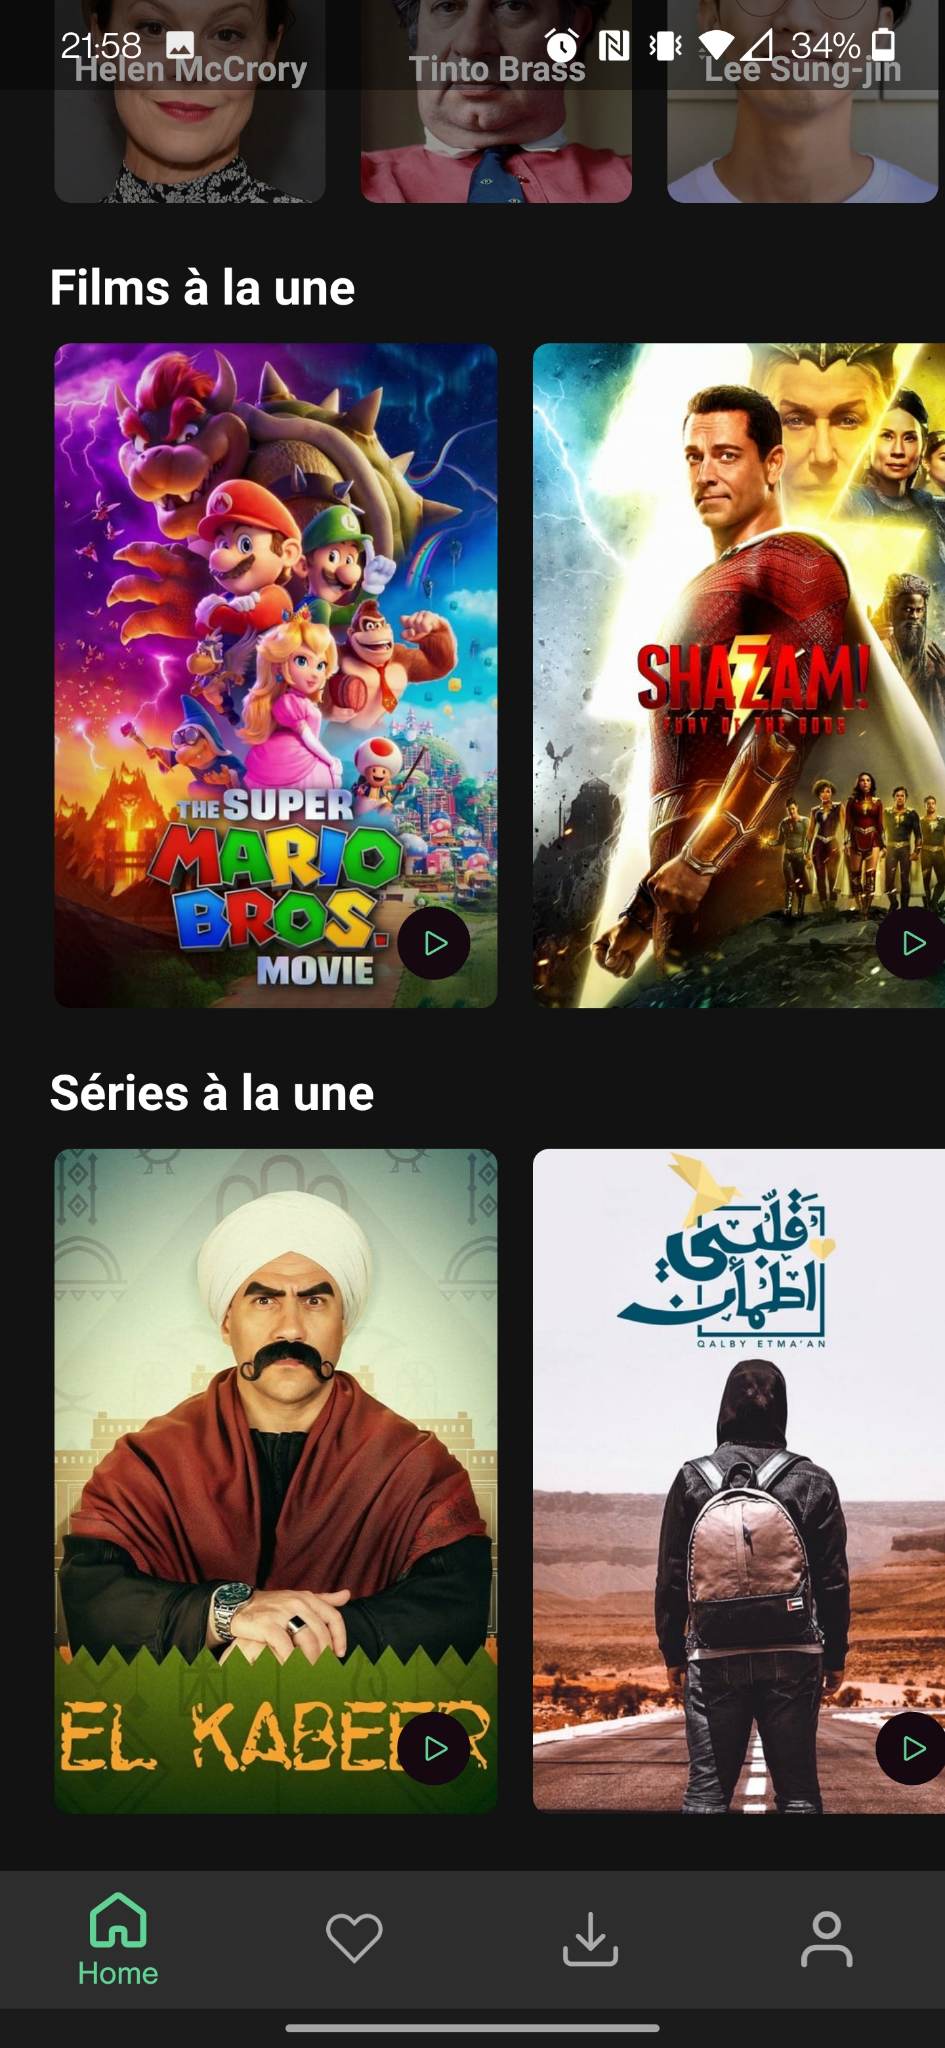 21:58
34%
Helen McCrory
Tinto Brass
Lee Sung-jin
Films à la une
THE SUPER
MARIO
BROS.
MOVIE
SHAZAM!
FURY OF THE GODS
Séries à la une
EL KABEER
قلبي
اطمأن
QALBY ETMA'AN
Home